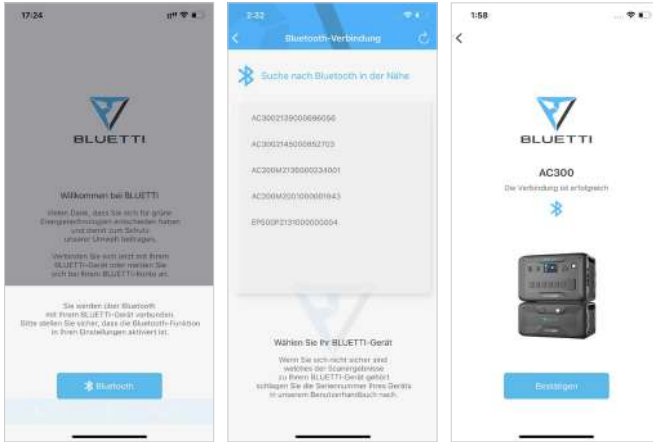 17:24
BLUETTI
Willkommen bei BLUETTI
Vielen Dank, dass Sie sich für grüne
Energietechnologien entschieden haben
und damit zum Schutz
unserer Umwelt beitragen.
Verbinden Sie sich jetzt mit Ihrem
BLUETTI-Gerät oder melden Sie
sich bei Ihrem BLUETTI-Konto an.
Sie werden über Bluetooth
mit Ihrem BLUETTI-Gerät verbunden.
Bitte stellen Sie sicher, dass die Bluetooth-Funktion
in Ihren Einstellungen aktiviert ist.
Bluetooth
2:32
Bluetooth-Verbindung
Suche nach Bluetooth in der Nähe
AC3002139000696056
AC3002145000652703
AC200M2130000234001
AC200M2001000001643
EP500P2131000000004
Wählen Sie Ihr BLUETTI-Gerät
Wenn Sie sich nicht sicher sind
welches der Scanergebnisse
zu Ihrem BLUETTI-Gerät gehört
schlagen Sie die Seriennummer Ihres Geräts
in unserem Benutzerhandbuch nach.
1:58
BLUETTI
AC300
Die Verbindung ist erfolgreich
Bestätigen